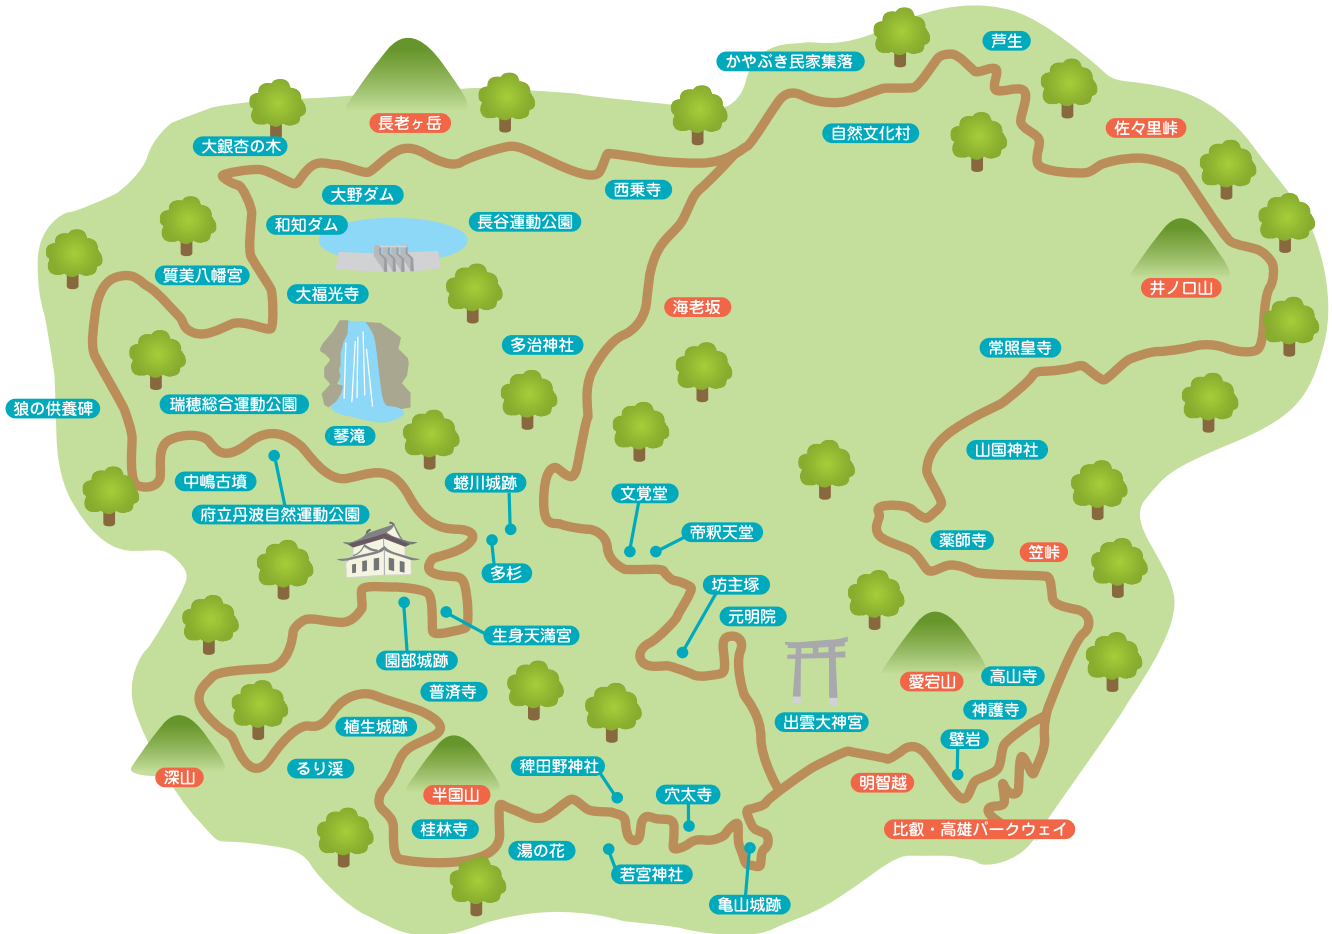 芦生
かやぶき民家集落
長老ヶ岳
自然文化村
佐々里峠
大銀杏の木
大野ダム
西乗寺
和知ダム
長谷運動公園
質美八幡宮
大福光寺
井ノ口山
海老坂
多治神社
常照皇寺
狼の供養碑
瑞穂総合運動公園
琴滝
山国神社
中嶋古墳
蜷川城跡
文覚堂
府立丹波自然運動公園
帝釈天堂
薬師寺
笠峠
多杉
坊主塚
元明院
生身天満宮
園部城跡
愛宕山
高山寺
普済寺
神護寺
植生城跡
出雲大神宮
壁岩
るり渓
稗田野神社
深山
明智越
半国山
穴太寺
桂林寺
比叡・高雄パークウェイ
湯の花
若宮神社
亀山城跡